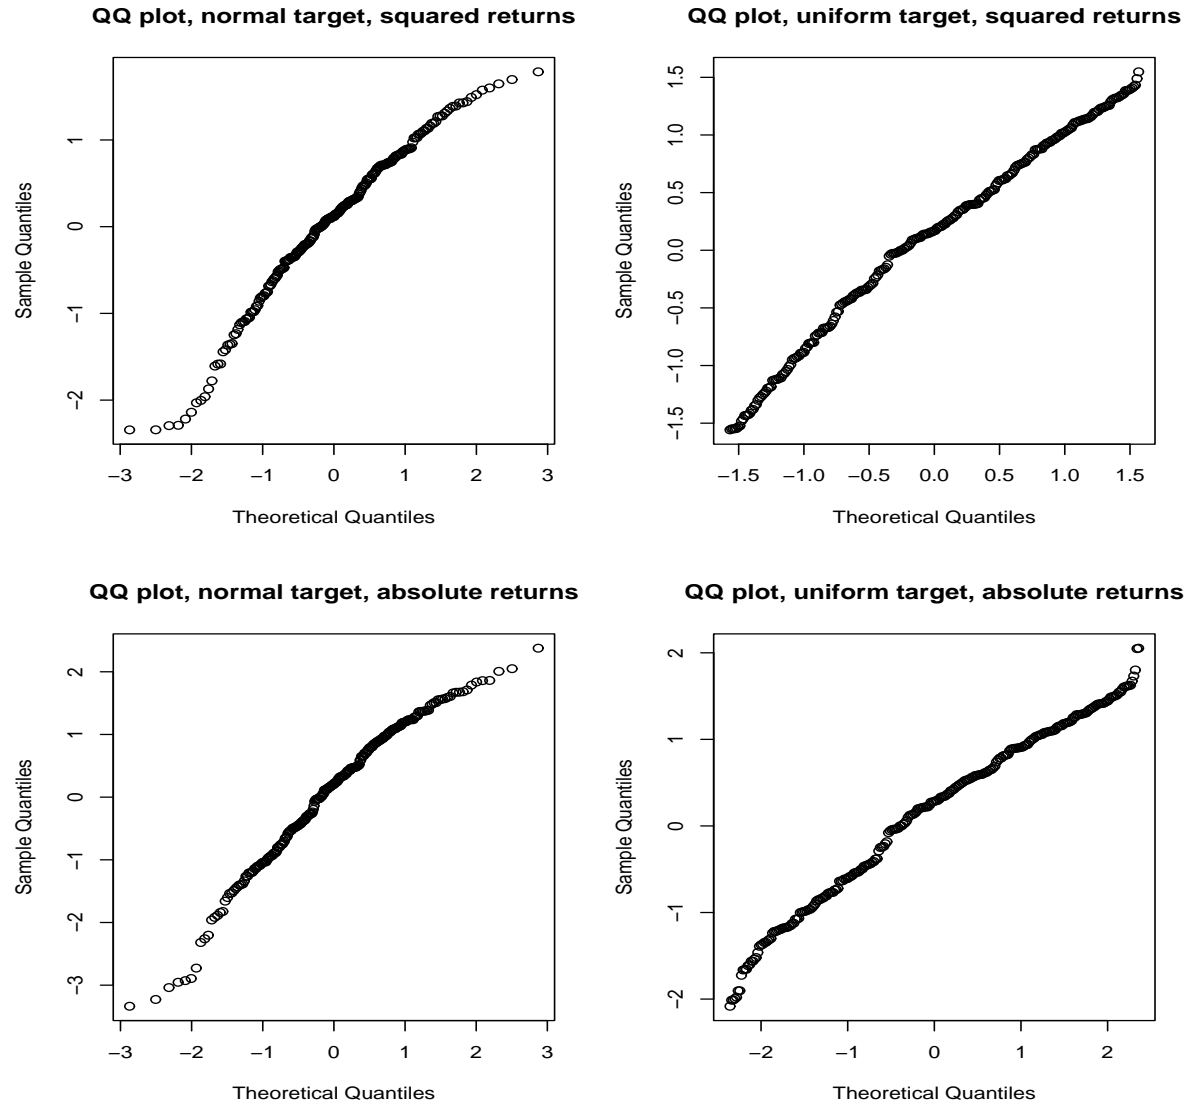 QQ plot, normal target, squared returns
Sample Quantiles
1
0
−1
−2
−3 −2 −1 0 1 2 3
Theoretical Quantiles
QQ plot, uniform target, squared returns
Sample Quantiles
1.5
1.0
0.5
0.0
−0.5
−1.0
−1.5
−1.5 −1.0 −0.5 0.0 0.5 1.0 1.5
Theoretical Quantiles
QQ plot, normal target, absolute returns
Sample Quantiles
2
1
0
−1
−2
−3
−3 −2 −1 0 1 2 3
Theoretical Quantiles
QQ plot, uniform target, absolute returns
Sample Quantiles
2
1
0
−1
−2
−2 −1 0 1 2
Theoretical Quantiles